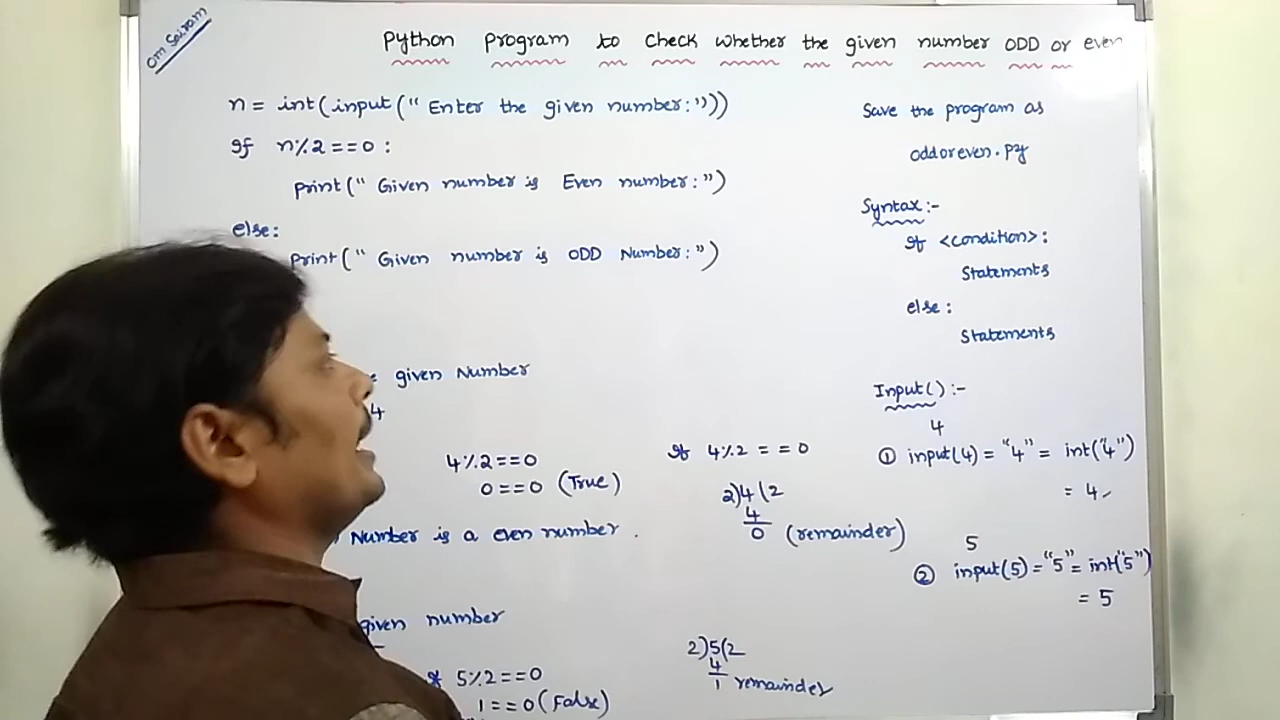 Om Sairam
Python program to check whether the given number ODD or even
n = int(input("Enter the given number:"))
If n%2==0:
print("Given number is Even number:")
else:
print("Given number is ODD Number:")
given Number
4
4%2==0
0==0 (True)
Number is a even number.
given number
If 5%2==0
1==0 (False)
If 4%2==0
2)4(2
4
0 (remainder)
2)5(2
4
1 remainder
Save the program as
oddoreven.py
Syntax:-
If <condition>:
Statements
else:
Statements
Input():-
4
① input(4) = "4" = int("4")
= 4
5
② input(5) = "5" = int("5")
= 5